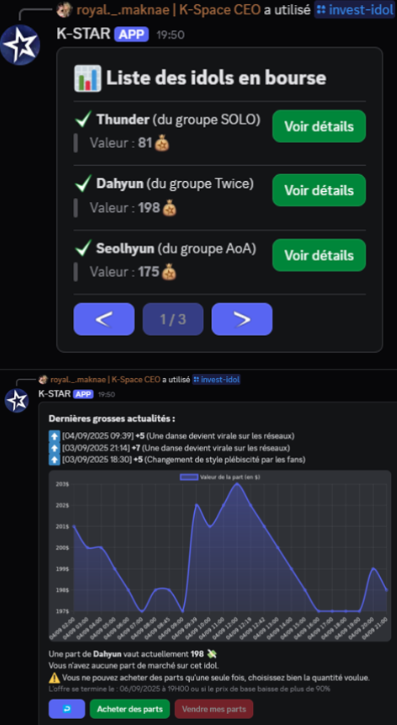 royal._.maknae | K-Space CEO a utilisé invest-idol
K-STAR APP 19:50
Liste des idols en bourse
Thunder (du groupe SOLO)
Valeur : 81
Voir détails
Dahyun (du groupe Twice)
Valeur : 198
Voir détails
Seolhyun (du groupe AoA)
Valeur : 175
Voir détails
< 1 / 3 >
royal._.maknae | K-Space CEO a utilisé invest-idol
K-STAR APP 19:50
Dernières grosses actualités :
[04/09/2025 09:39] +5 (Une danse devient virale sur les réseaux)
[03/09/2025 21:14] +7 (Une danse devient virale sur les réseaux)
[03/09/2025 18:30] +5 (Changement de style plébiscité par les fans)
Valeur de la part (en $)
203$
202$
201$
200$
199$
198$
197$
Une part de Dahyun vaut actuellement 198
Vous n'avez aucune part de marché sur cet idol.
Vous ne pouvez acheter des parts qu'une seule fois, choisissez bien la quantité voulue.
L'offre se termine le : 06/09/2025 à 19H00 ou si le prix de base baisse de plus de 90%
Acheter des parts
Vendre mes parts